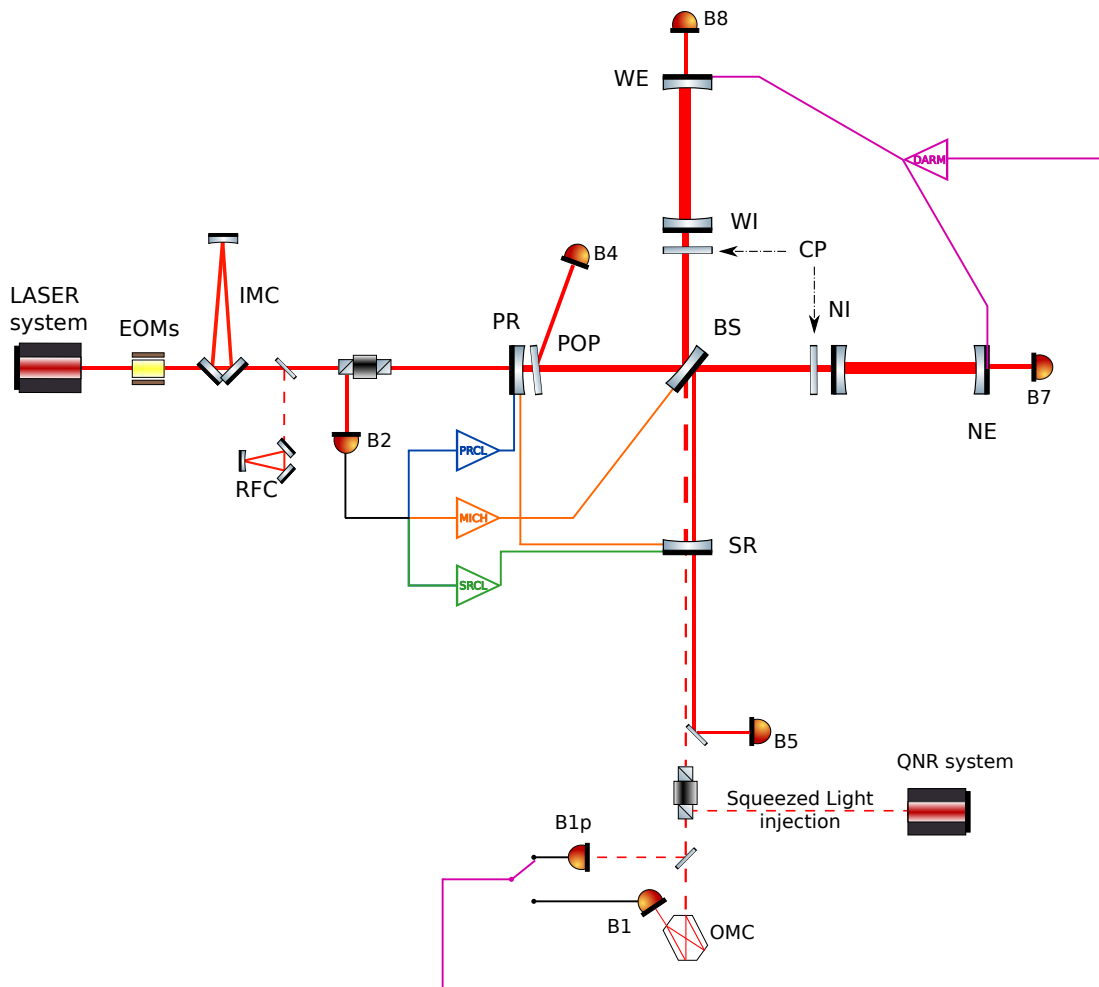 B8
WE
DARM
WI
B4
CP
LASER
system
IMC
EOMs
PR
POP
BS
NI
B7
B2
NE
PRCL
RFC
MICH
SR
SRCL
B5
QNR system
Squeezed Light
injection
B1p
B1
OMC